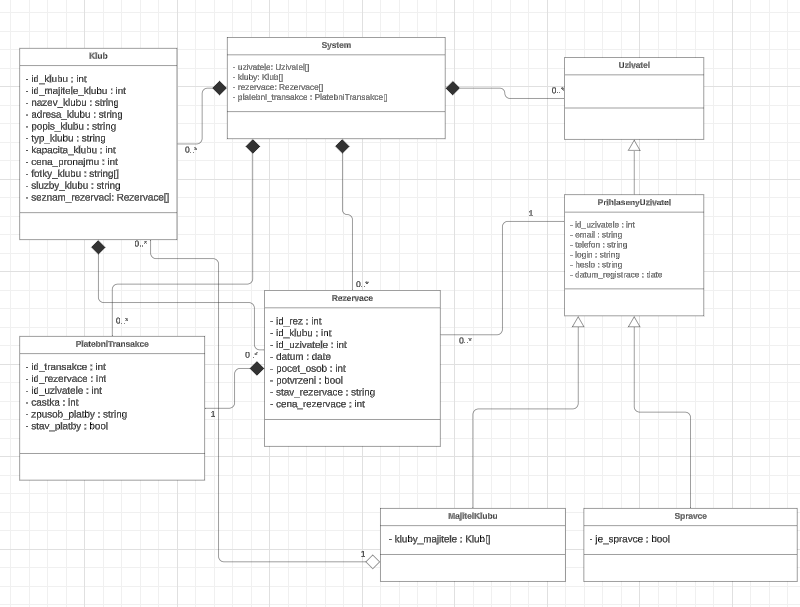 Klub
- id_klubu ; int
- id_majitele_klubu : int
- nazev_klubu : string
- adresa_klubu : string
- popis_klubu : string
- typ_klubu : string
- kapacita_klubu : int
- cena_pronajmu : int
- fotky_klubu : string[]
- sluzby_klubu : string
- seznam_rezervaci: Rezervace[]
0..*
0..*
System
- uzivatele: Uzivatel[]
- kluby: Klub[]
- rezervace: Rezervace[]
- platebni_transakce : PlatebniTransakce[]
0..*
Uzivatel
PrihlasenyUzivatel
- id_uzivatele : int
- email : string
- telefon : string
- login : string
- heslo : string
- datum_registrace : date
1
0..*
0..*
Rezervace
- id_rez ; int
- id_klubu ; int
- id_uzivatele : int
- datum : date
- pocet_osob : int
- potvrzeni : bool
- stav_rezervace : string
- cena_rezervace : int
0..*
0..*
PlatebniTransakce
- id_transakce : int
- id_rezervace : int
- id_uzivatele : int
- castka : int
- zpusob_platby : string
- stav_platby : bool
1
1
MajitelKlubu
- kluby_majitele : Klub[]
Spravce
- je_spravce : bool